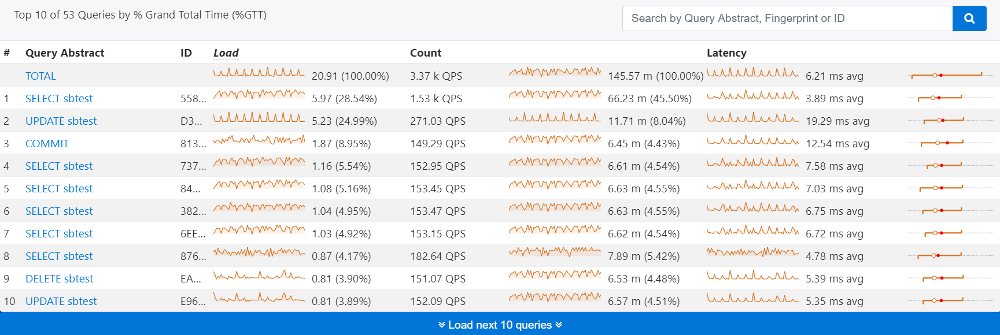 Top 10 of 53 Queries by % Grand Total Time (%GTT)
Search by Query Abstract, Fingerprint or ID
# Query Abstract ID Load Count Latency
TOTAL 20.91 (100.00%) 3.37 k QPS 145.57 m (100.00%) 6.21 ms avg
1 SELECT sbtest 558... 5.97 (28.54%) 1.53 k QPS 66.23 m (45.50%) 3.89 ms avg
2 UPDATE sbtest D3... 5.23 (24.99%) 271.03 QPS 11.71 m (8.04%) 19.29 ms avg
3 COMMIT 813... 1.87 (8.95%) 149.29 QPS 6.45 m (4.43%) 12.54 ms avg
4 SELECT sbtest 737... 1.16 (5.54%) 152.95 QPS 6.61 m (4.54%) 7.58 ms avg
5 SELECT sbtest 84... 1.08 (5.16%) 153.45 QPS 6.63 m (4.55%) 7.03 ms avg
6 SELECT sbtest 382... 1.04 (4.95%) 153.47 QPS 6.63 m (4.55%) 6.75 ms avg
7 SELECT sbtest 6EE... 1.03 (4.92%) 153.15 QPS 6.62 m (4.54%) 6.72 ms avg
8 SELECT sbtest 876... 0.87 (4.17%) 182.64 QPS 7.89 m (5.42%) 4.78 ms avg
9 DELETE sbtest EA... 0.81 (3.90%) 151.07 QPS 6.53 m (4.48%) 5.39 ms avg
10 UPDATE sbtest E96... 0.81 (3.89%) 152.09 QPS 6.57 m (4.51%) 5.35 ms avg
Load next 10 queries